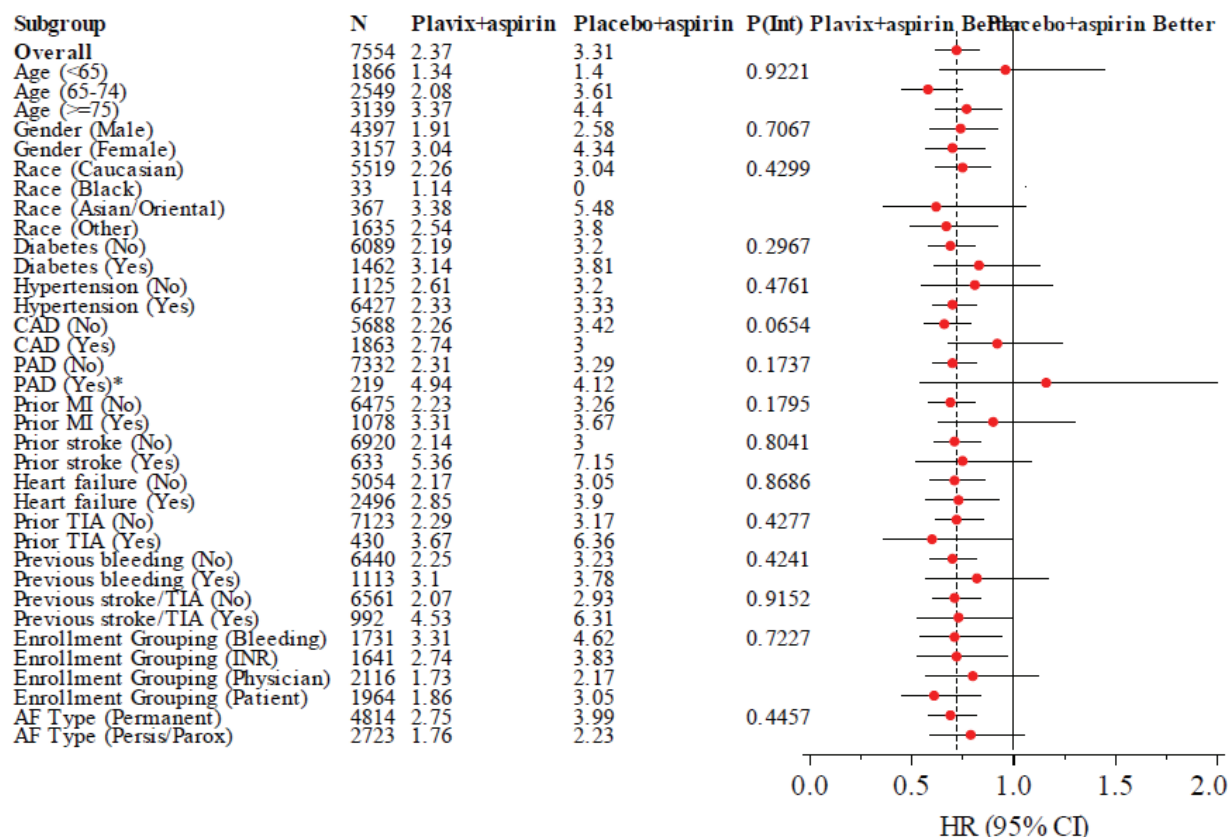 Subgroup N Plavix+aspirin Placebo+aspirin P(Int) Plavix+aspirin Better Placebo+aspirin Better
Overall 7554 2.37 3.31
Age (<65) 1866 1.34 1.4 0.9221
Age (65-74) 2549 2.08 3.61
Age (>=75) 3139 3.37 4.4
Gender (Male) 4397 1.91 2.58 0.7067
Gender (Female) 3157 3.04 4.34
Race (Caucasian) 5519 2.26 3.04 0.4299
Race (Black) 33 1.14 0
Race (Asian/Oriental) 367 3.38 5.48
Race (Other) 1635 2.54 3.8
Diabetes (No) 6089 2.19 3.2 0.2967
Diabetes (Yes) 1462 3.14 3.81
Hypertension (No) 1125 2.61 3.2 0.4761
Hypertension (Yes) 6427 2.33 3.33
CAD (No) 5688 2.26 3.42 0.0654
CAD (Yes) 1863 2.74 3
PAD (No) 7332 2.31 3.29 0.1737
PAD (Yes)* 219 4.94 4.12
Prior MI (No) 6475 2.23 3.26 0.1795
Prior MI (Yes) 1078 3.31 3.67
Prior stroke (No) 6920 2.14 3 0.8041
Prior stroke (Yes) 633 5.36 7.15
Heart failure (No) 5054 2.17 3.05 0.8686
Heart failure (Yes) 2496 2.85 3.9
Prior TIA (No) 7123 2.29 3.17 0.4277
Prior TIA (Yes) 430 3.67 6.36
Previous bleeding (No) 6440 2.25 3.23 0.4241
Previous bleeding (Yes) 1113 3.1 3.78
Previous stroke/TIA (No) 6561 2.07 2.93 0.9152
Previous stroke/TIA (Yes) 992 4.53 6.31
Enrollment Grouping (Bleeding) 1731 3.31 4.62 0.7227
Enrollment Grouping (INR) 1641 2.74 3.83
Enrollment Grouping (Physician) 2116 1.73 2.17
Enrollment Grouping (Patient) 1964 1.86 3.05
AF Type (Permanent) 4814 2.75 3.99 0.4457
AF Type (Persis/Parox) 2723 1.76 2.23
0.0 0.5 1.0 1.5 2.0
HR (95% CI)